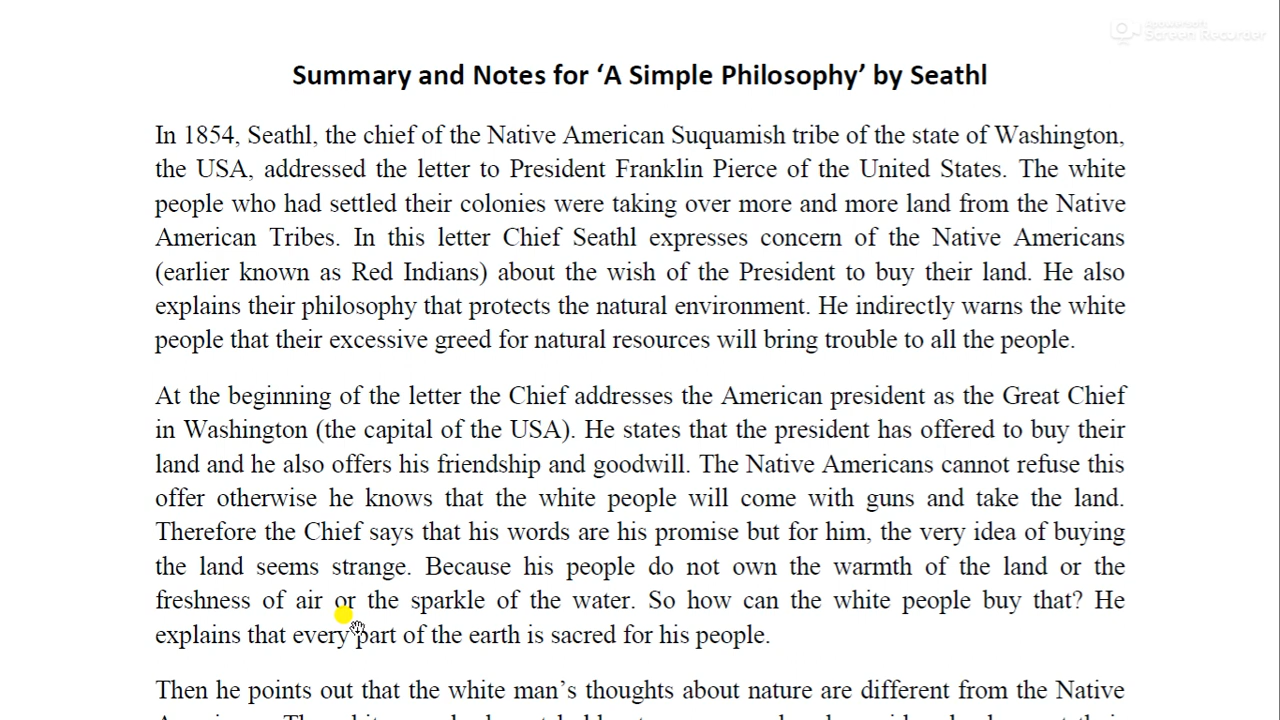 Apowersoft
Screen Recorder
Summary and Notes for ‘A Simple Philosophy’ by Seathl
In 1854, Seathl, the chief of the Native American Suquamish tribe of the state of Washington,
the USA, addressed the letter to President Franklin Pierce of the United States. The white
people who had settled their colonies were taking over more and more land from the Native
American Tribes. In this letter Chief Seathl expresses concern of the Native Americans
(earlier known as Red Indians) about the wish of the President to buy their land. He also
explains their philosophy that protects the natural environment. He indirectly warns the white
people that their excessive greed for natural resources will bring trouble to all the people.
At the beginning of the letter the Chief addresses the American president as the Great Chief
in Washington (the capital of the USA). He states that the president has offered to buy their
land and he also offers his friendship and goodwill. The Native Americans cannot refuse this
offer otherwise he knows that the white people will come with guns and take the land.
Therefore the Chief says that his words are his promise but for him, the very idea of buying
the land seems strange. Because his people do not own the warmth of the land or the
freshness of air or the sparkle of the water. So how can the white people buy that? He
explains that every part of the earth is sacred for his people.
Then he points out that the white man’s thoughts about nature are different from the Native